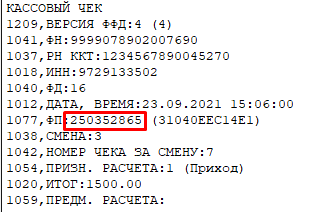 КАССОВЫЙ ЧЕК
1209,ВЕРСИЯ ФФД:4 (4)
1041,ФН:9999078902007690
1037,РН ККТ:1234567890045270
1018,ИНН:9729133502
1040,ФД:16
1012,ДАТА, ВРЕМЯ:23.09.2021 15:06:00
1077,ФП:250352865 (31040EEC14E1)
1038,СМЕНА:3
1042,НОМЕР ЧЕКА ЗА СМЕНУ:7
1054,ПРИЗН. РАСЧЕТА:1 (Приход)
1020,ИТОГ:1500.00
1059,ПРЕДМ. РАСЧЕТА: